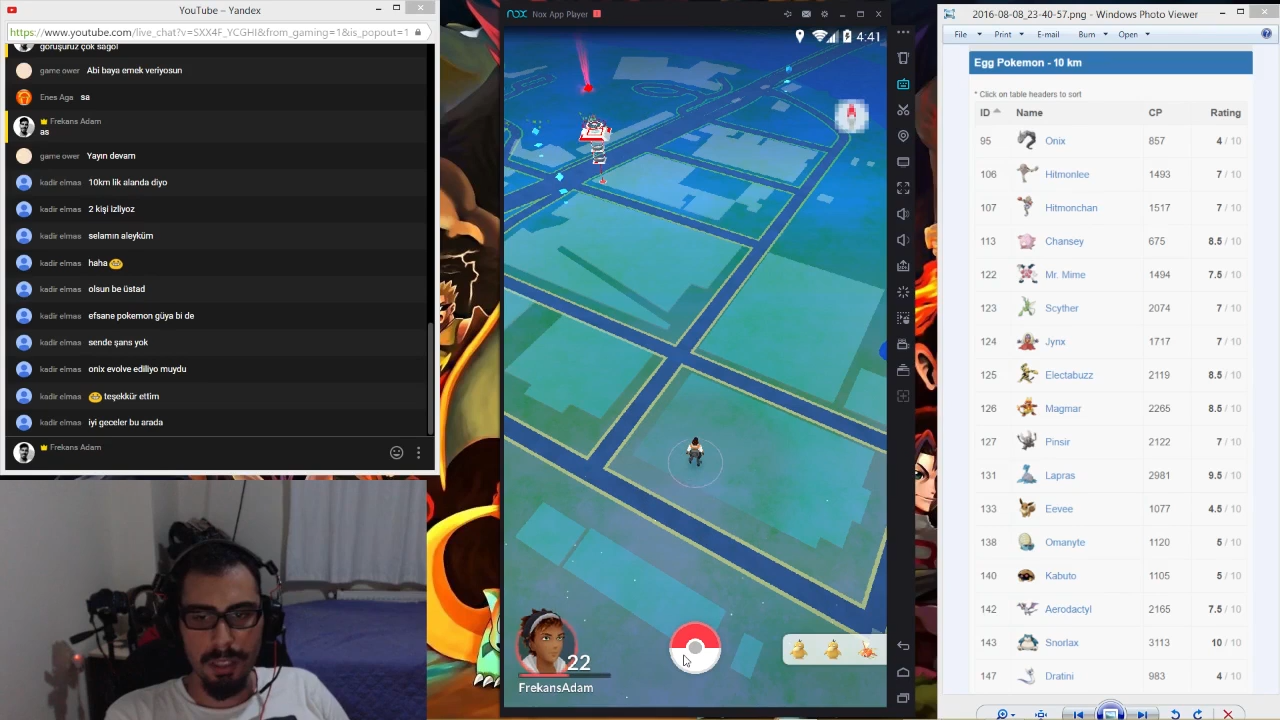 YouTube – Yandex
https://www.youtube.com/live_chat?v=SXX4F_YCGHI&from_gaming=1&is_popout=1
görüşürüz çok sağol
game ower Abi baya emek veriyosun
Enes Aga sa
Frekans Adam
as
game ower Yayın devam
kadir elmas 10km lik alanda diyo
kadir elmas 2 kişi izliyoz
kadir elmas selamın aleyküm
kadir elmas haha
kadir elmas olsun be üstad
kadir elmas efsane pokemon güya bi de
kadir elmas sende şans yok
kadir elmas onix evolve ediliyo muydu
kadir elmas teşekkür ettim
kadir elmas iyi geceler bu arada
Frekans Adam
nox Nox App Player
4:41
22
FrekansAdam
2016-08-08_23-40-57.png - Windows Photo Viewer
File Print E-mail Burn Open
Egg Pokemon - 10 km
* Click on table headers to sort
ID Name CP Rating
95 Onix 857 4 / 10
106 Hitmonlee 1493 7 / 10
107 Hitmonchan 1517 7 / 10
113 Chansey 675 8.5 / 10
122 Mr. Mime 1494 7.5 / 10
123 Scyther 2074 7 / 10
124 Jynx 1717 7 / 10
125 Electabuzz 2119 8.5 / 10
126 Magmar 2265 8.5 / 10
127 Pinsir 2122 7 / 10
131 Lapras 2981 9.5 / 10
133 Eevee 1077 4.5 / 10
138 Omanyte 1120 5 / 10
140 Kabuto 1105 5 / 10
142 Aerodactyl 2165 7.5 / 10
143 Snorlax 3113 10 / 10
147 Dratini 983 4 / 10